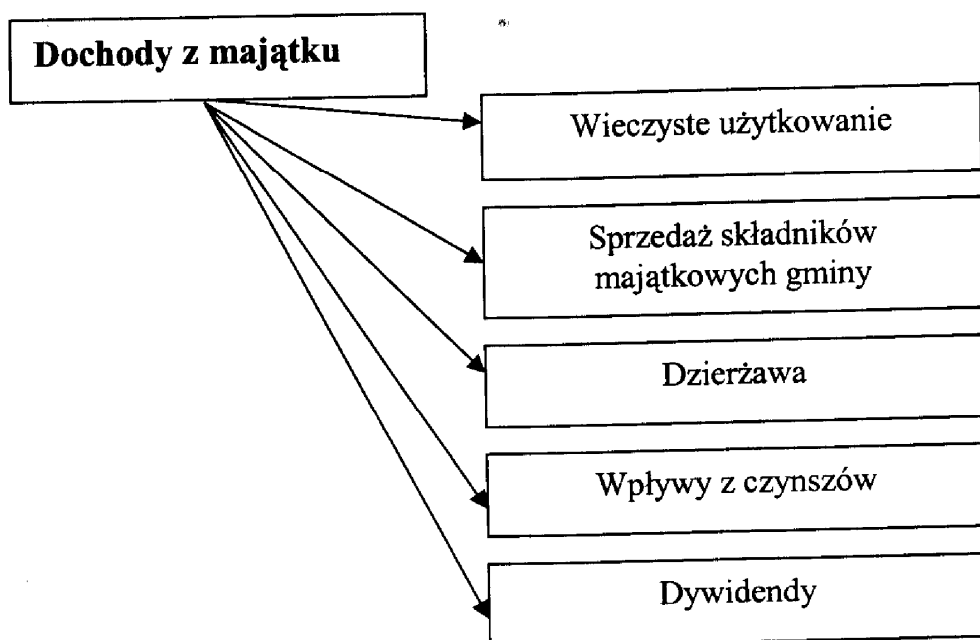 Dochody z majątku
Wieczyste użytkowanie
Sprzedaż składników
majątkowych gminy
Dzierżawa
Wpływy z czynszów
Dywidendy